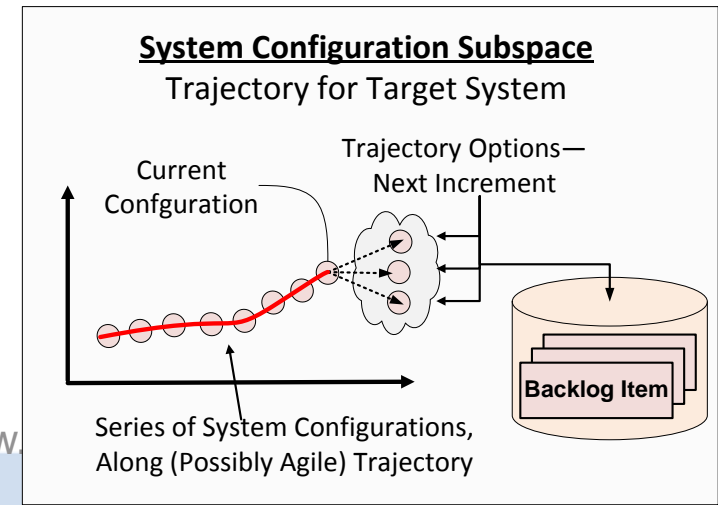 System Configuration Subspace
Trajectory for Target System
Current
Confguration
Trajectory Options—
Next Increment
Backlog Item
Series of System Configurations,
Along (Possibly Agile) Trajectory
w.